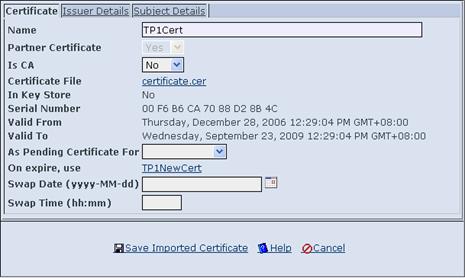 Certificate Issuer Details Subject Details
Name TP1Cert
Partner Certificate Yes
Is CA No
Certificate File certificate.cer
In Key Store No
Serial Number 00 F6 B6 CA 70 88 D2 8B 4C
Valid From Thursday, December 28, 2006 12:29:04 PM GMT+08:00
Valid To Wednesday, September 23, 2009 12:29:04 PM GMT+08:00
As Pending Certificate For
On expire, use TP1NewCert
Swap Date (yyyy-MM-dd)
Swap Time (hh:mm)
Save Imported Certificate Help Cancel